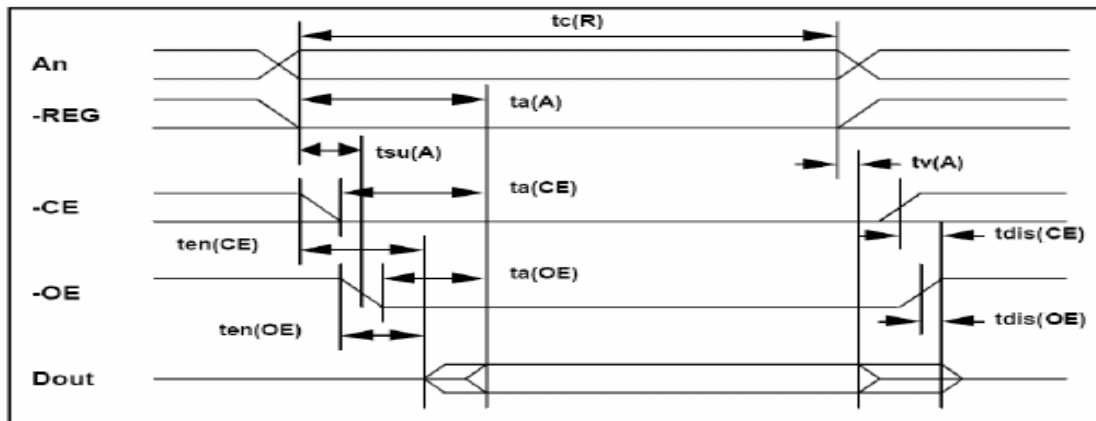 tc(R)
An
ta(A)
-REG
tsu(A)
tv(A)
ta(CE)
-CE
ten(CE)
tdis(CE)
ta(OE)
-OE
ten(OE)
tdis(OE)
Dout